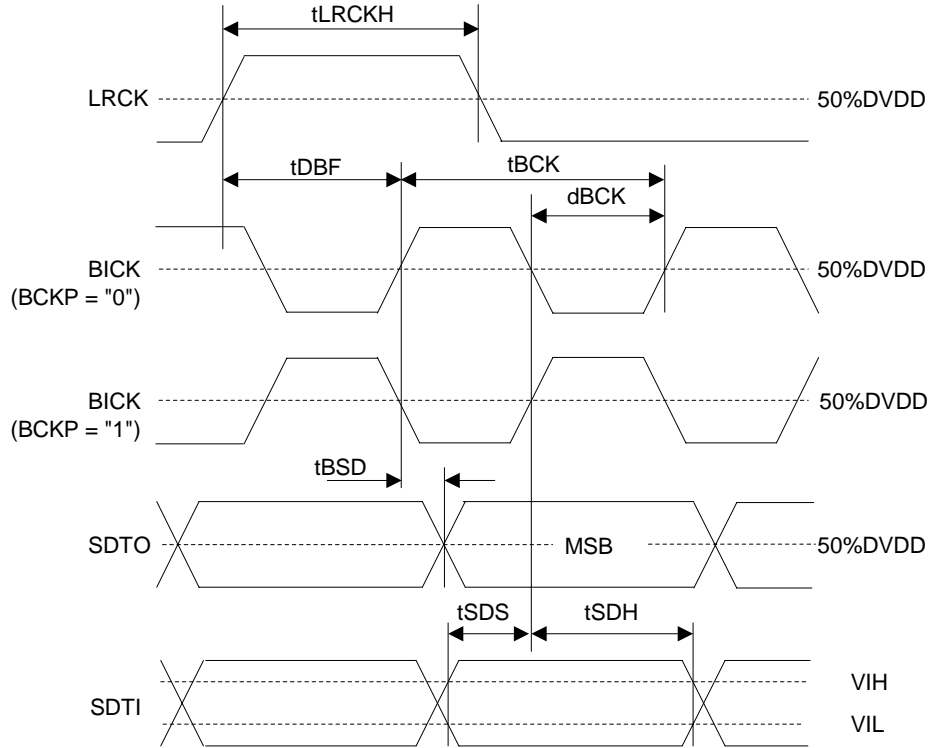 tLRCKH
LRCK
50%DVDD
tDBF
tBCK
dBCK
BICK
(BCKP = "0")
50%DVDD
BICK
(BCKP = "1")
50%DVDD
tBSD
SDTO
MSB
50%DVDD
tSDS
tSDH
SDTI
VIH
VIL